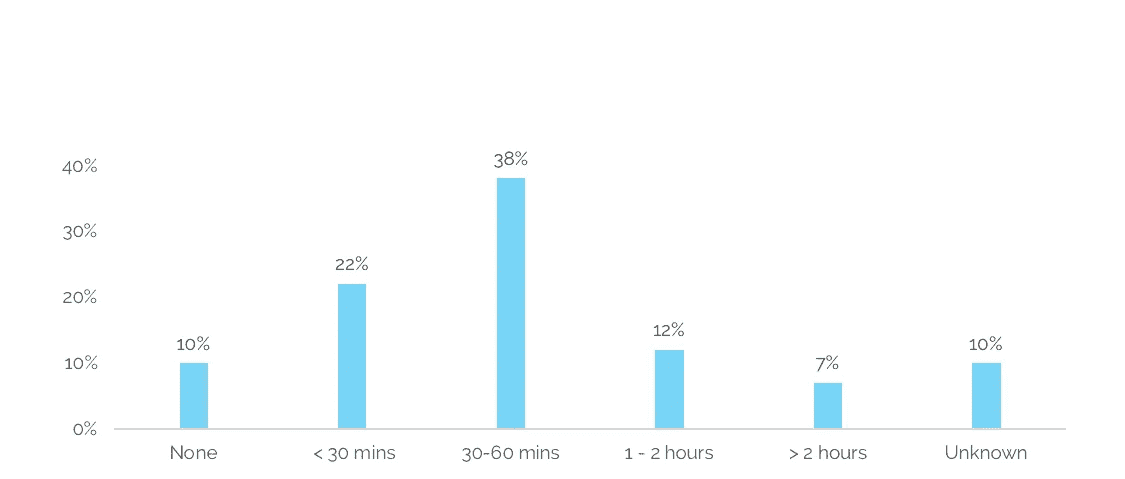 40%
30%
20%
10%
0%
10%
22%
38%
12%
7%
10%
None
< 30 mins
30-60 mins
1 - 2 hours
> 2 hours
Unknown